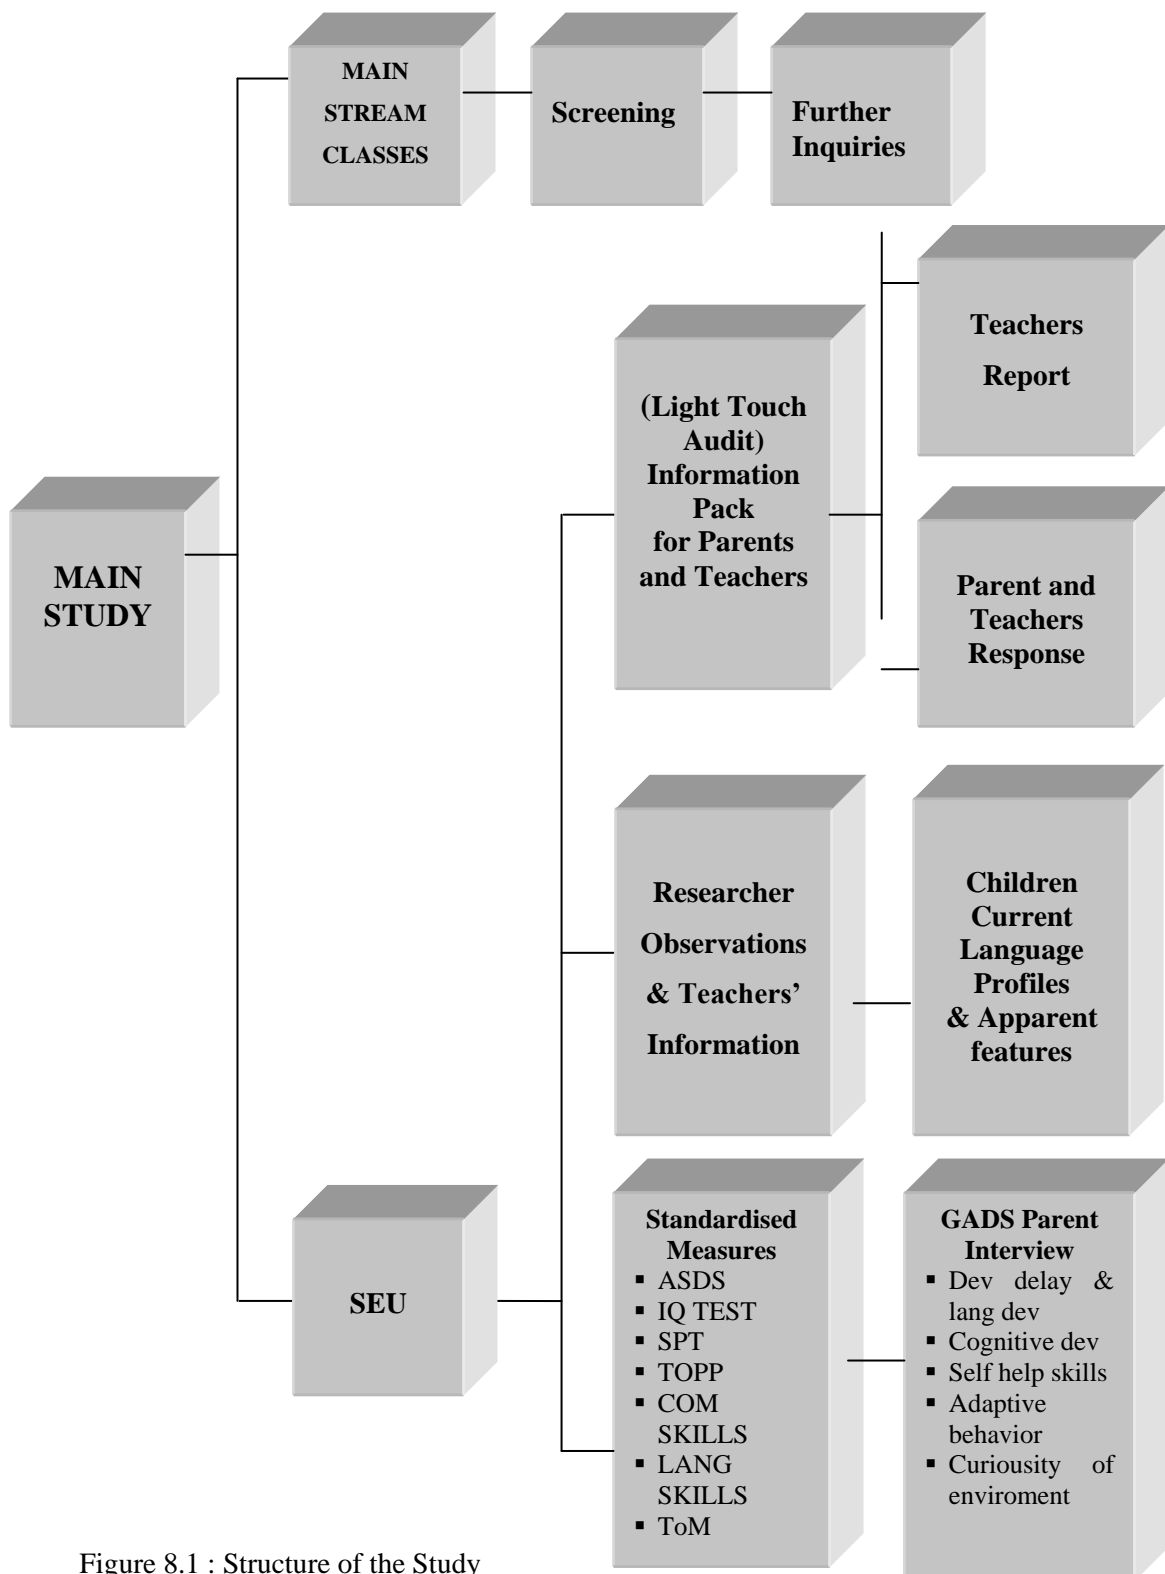 MAIN
STREAM
CLASSES
Screening
Further
Inquiries
Teachers
Report
(Light Touch
Audit)
Information
Pack
for Parents
and Teachers
MAIN
STUDY
Parent and
Teachers
Response
Researcher
Observations
& Teachers’
Information
Children
Current
Language
Profiles
& Apparent
features
SEU
Standardised
Measures
▪ ASDS
▪ IQ TEST
▪ SPT
▪ TOPP
▪ COM
SKILLS
▪ LANG
SKILLS
▪ ToM
GADS Parent
Interview
▪ Dev delay &
lang dev
▪ Cognitive dev
▪ Self help skills
▪ Adaptive
behavior
▪ Curiousity of
enviroment
Figure 8.1 : Structure of the Study